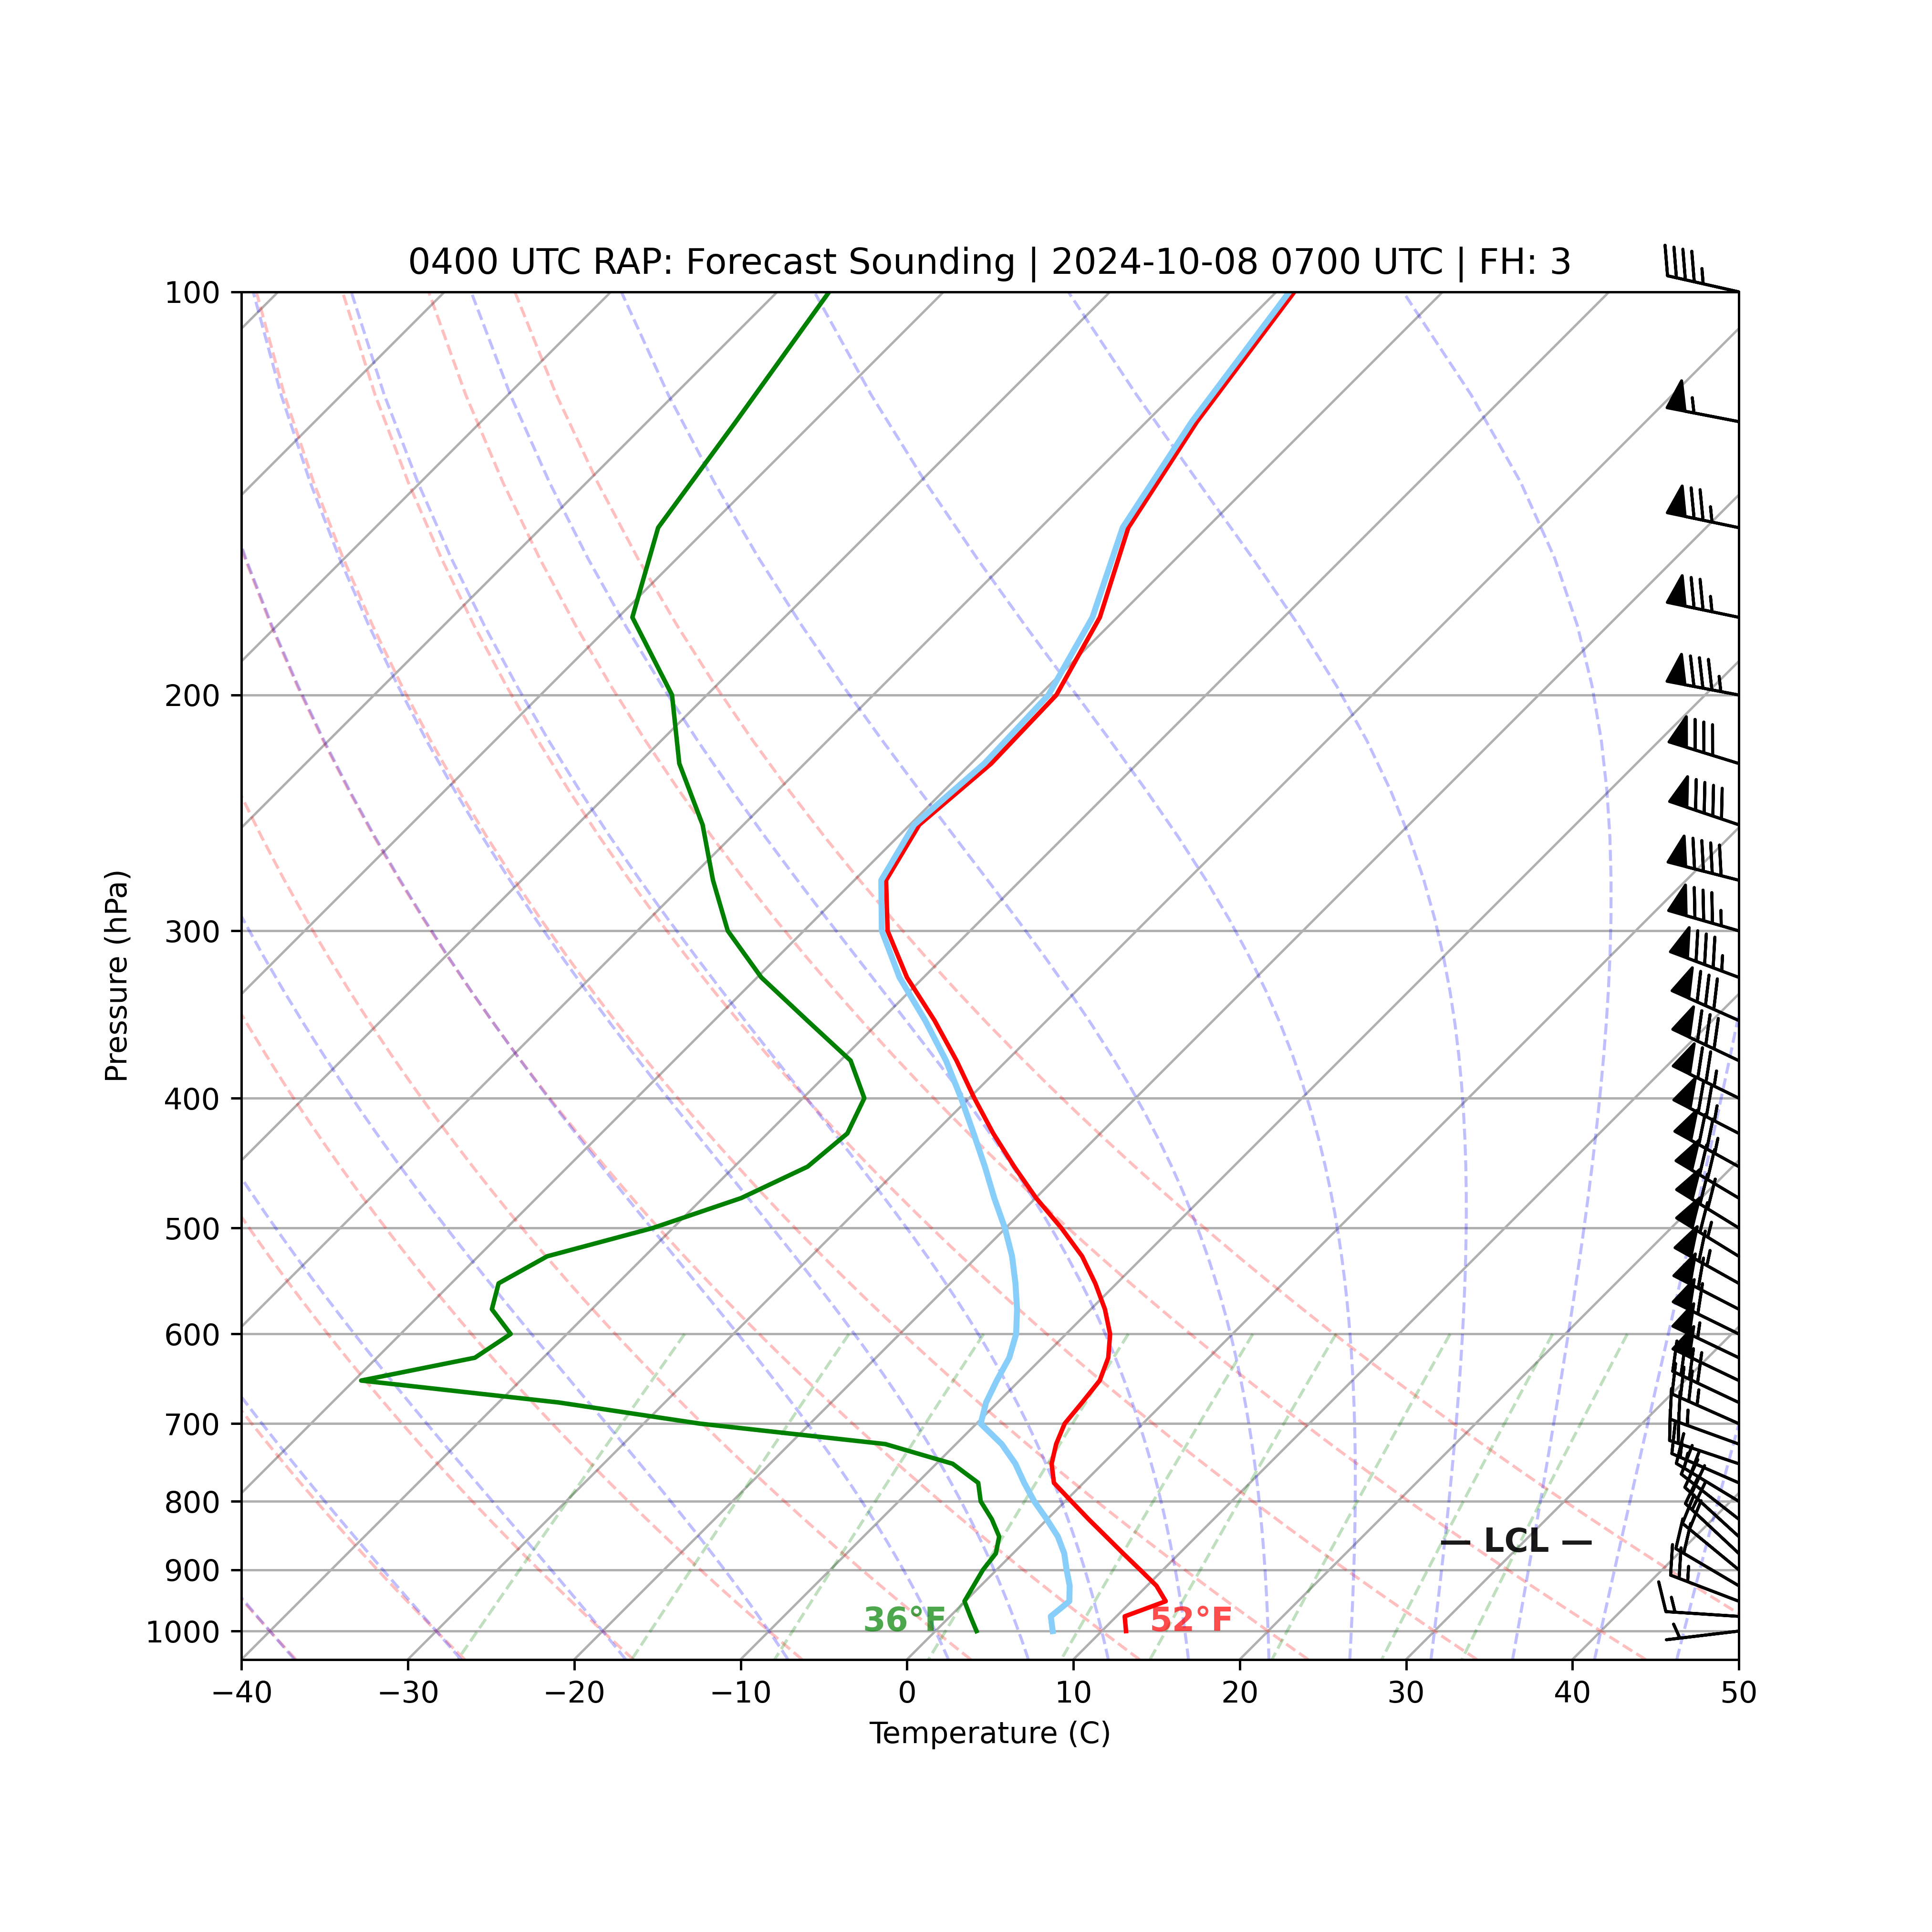 0400 UTC RAP: Forecast Sounding | 2024-10-08 0700 UTC | FH: 3
100
200
300
400
500
600
700
800
900
1000
Pressure (hPa)
— LCL —
36°F
52°F
−40 −30 −20 −10 0 10 20 30 40 50
Temperature (C)